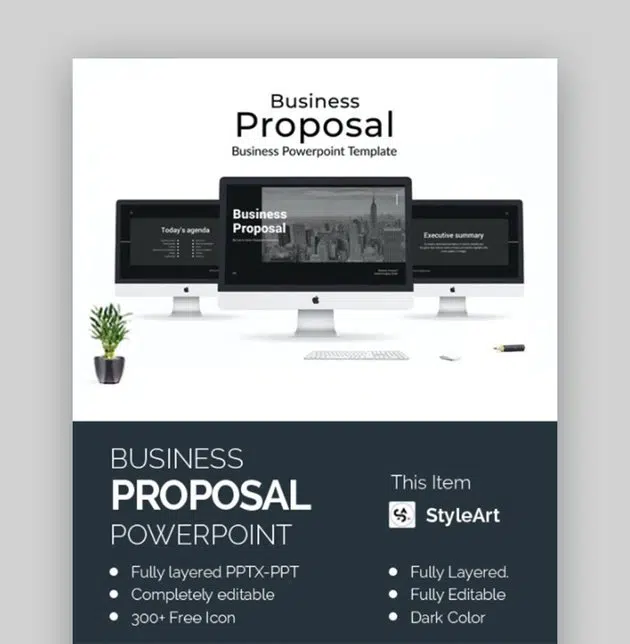 Business
Proposal
Business Powerpoint Template
Today's agenda
Business
Proposal
Executive summary
BUSINESS
PROPOSAL
POWERPOINT
Fully layered PPTX-PPT
Completely editable
300+ Free Icon
This Item
StyleArt
Fully Layered.
Fully Editable
Dark Color